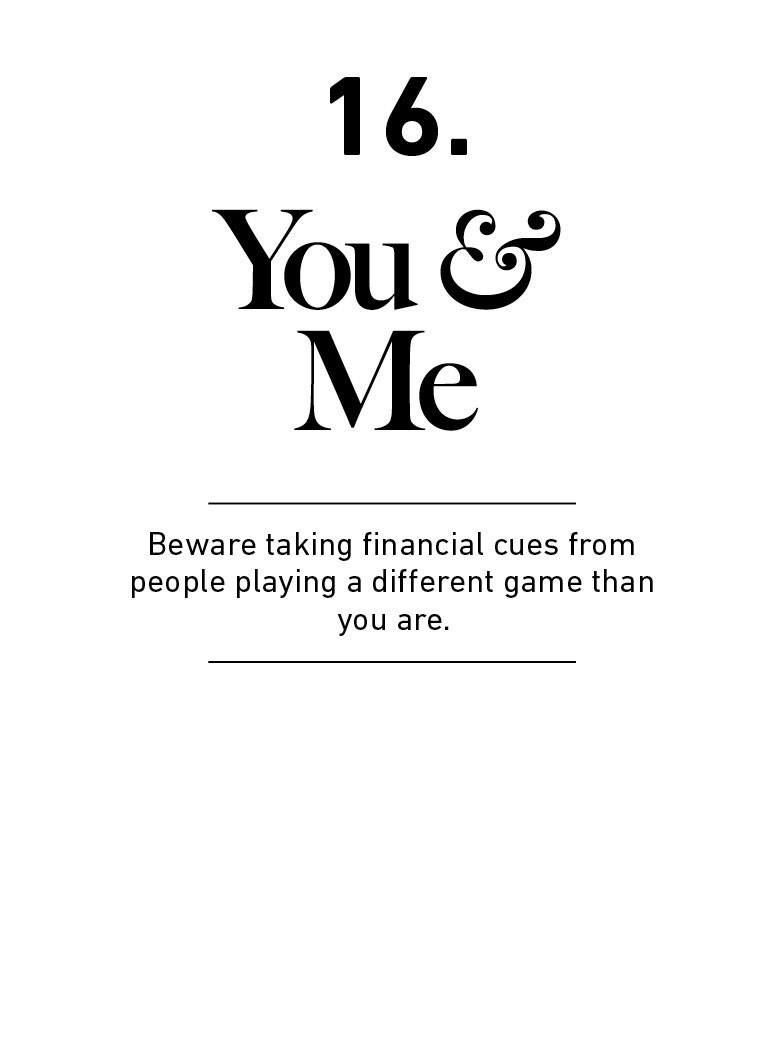 16.
You &
Me
Beware taking financial cues from
people playing a different game than
you are.